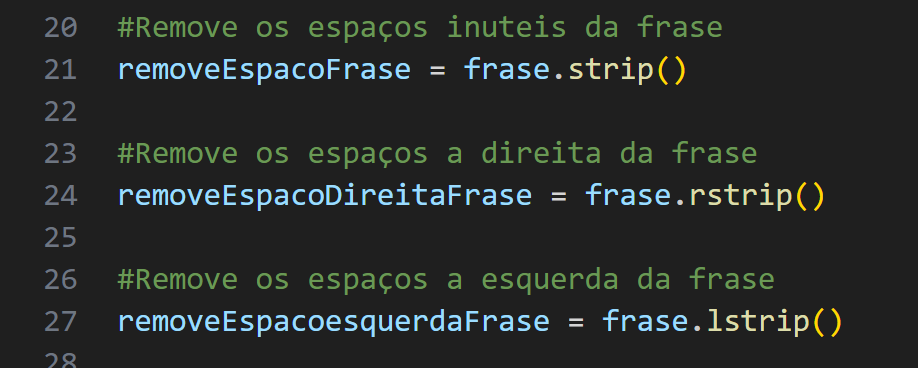 20 #Remove os espaços inuteis da frase
21 removeEspacoFrase = frase.strip()
22
23 #Remove os espaços a direita da frase
24 removeEspacoDireitaFrase = frase.rstrip()
25
26 #Remove os espaços a esquerda da frase
27 removeEspacoesquerdaFrase = frase.lstrip()
28